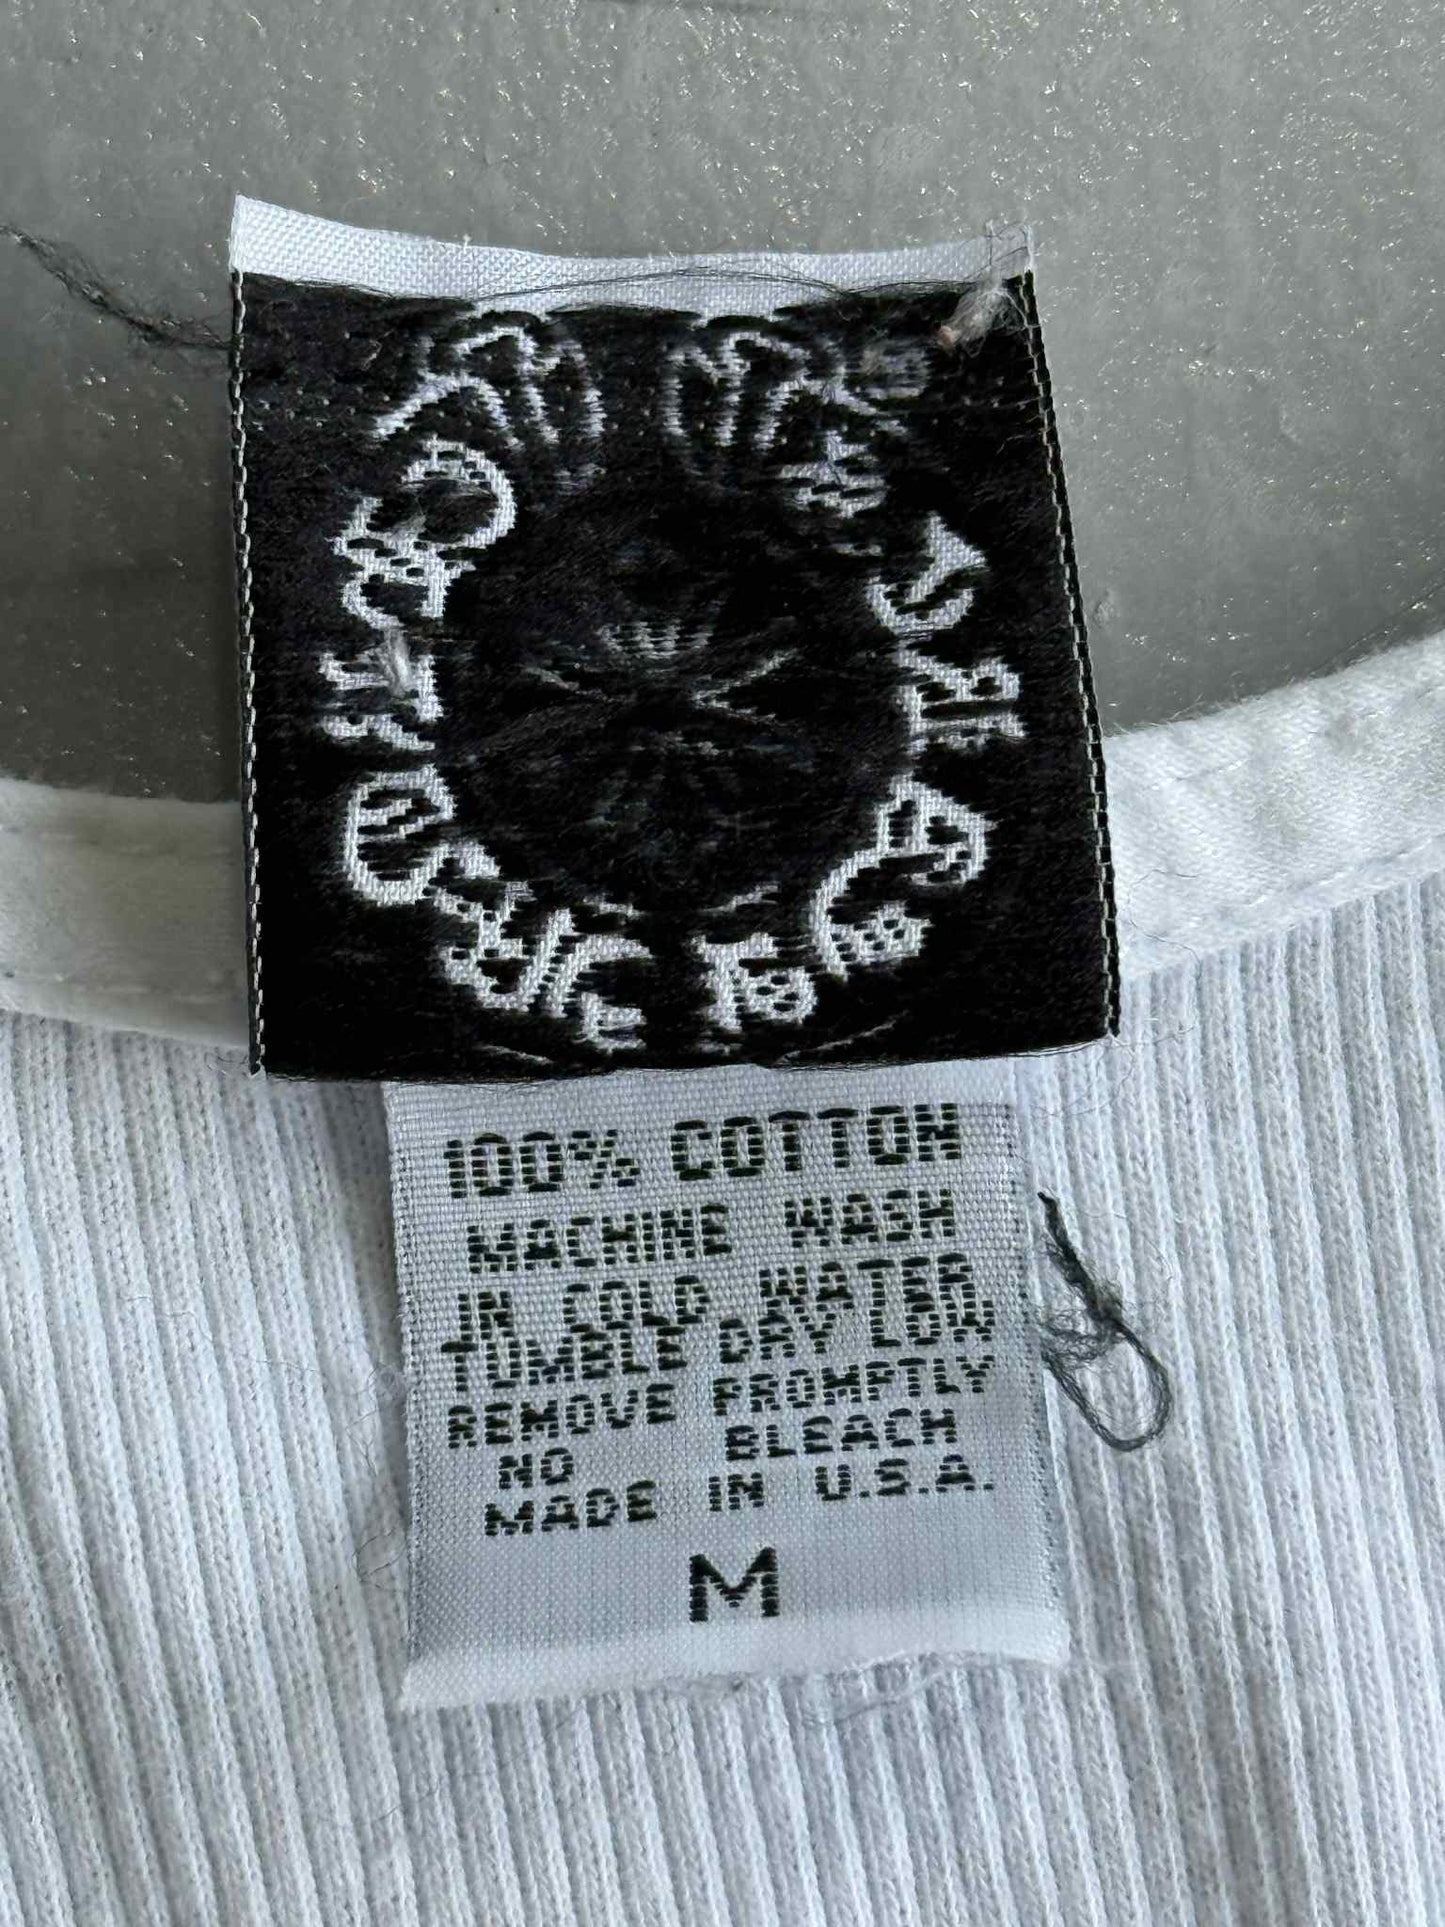 100% COTTON
MACHINE WASH
IN COLD WATER
TUMBLE DRY LOW
REMOVE PROMPTLY
NO BLEACH
MADE IN U.S.A.
M